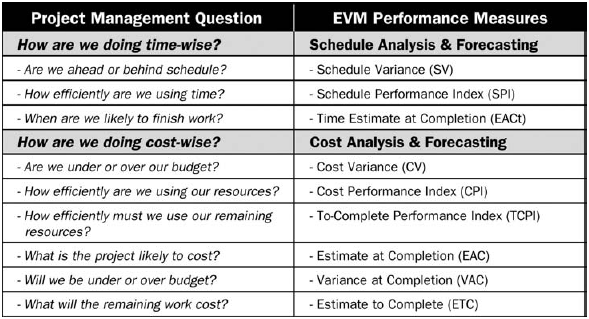 Project Management Question EVM Performance Measures
How are we doing time-wise? Schedule Analysis & Forecasting
- Are we ahead or behind schedule? - Schedule Variance (SV)
- How efficiently are we using time? - Schedule Performance Index (SPI)
- When are we likely to finish work? - Time Estimate at Completion (EACt)
How are we doing cost-wise? Cost Analysis & Forecasting
- Are we under or over our budget? - Cost Variance (CV)
- How efficiently are we using our resources? - Cost Performance Index (CPI)
- How efficiently must we use our remaining - To-Complete Performance Index (TCPI)
resources?
- What is the project likely to cost? - Estimate at Completion (EAC)
- Will we be under or over budget? - Variance at Completion (VAC)
- What will the remaining work cost? - Estimate to Complete (ETC)